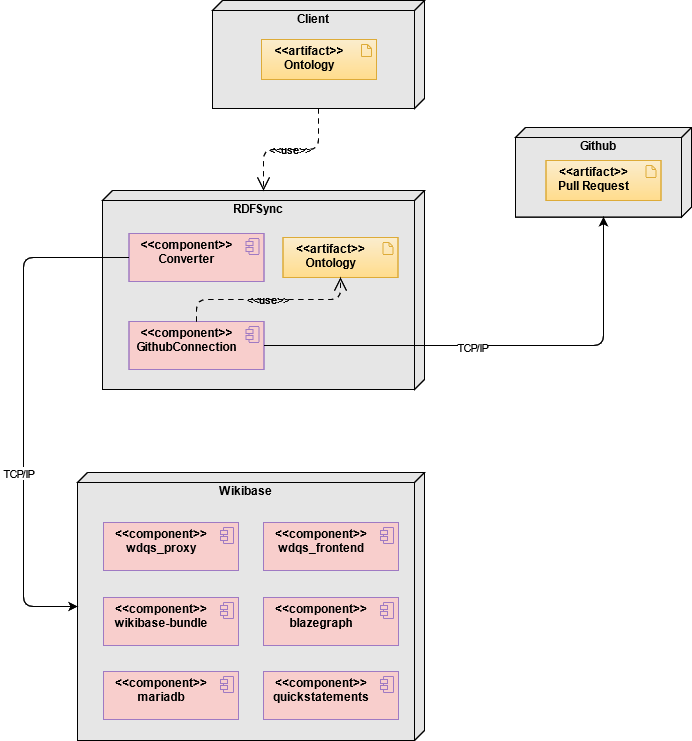 Client
<<artifact>>
Ontology
<<use>>
Github
<<artifact>>
Pull Request
RDFSync
<<component>>
Converter
<<artifact>>
Ontology
<<use>>
<<component>>
GithubConnection
TCP/IP
TCP/IP
Wikibase
<<component>>
wdqs_proxy
<<component>>
wdqs_frontend
<<component>>
wikibase-bundle
<<component>>
blazegraph
<<component>>
mariadb
<<component>>
quickstatements